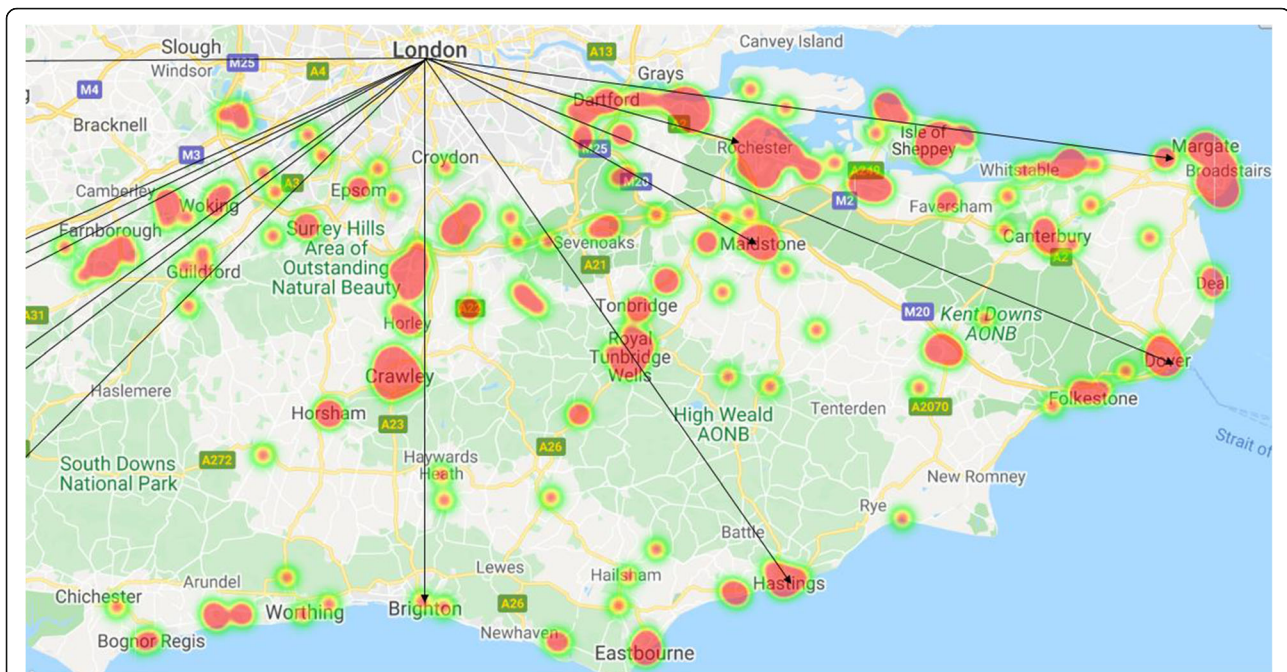 London
A13
Canvey Island
Slough
M25
Windsor
A4
Grays
M4
Dartford
Bracknell
A2
M3
M25
Rochester
Isle of
Sheppey
Margate
Croydon
Whitstable
Broadstairs
Camberley
A3
Epsom
M20
A249
M2
Woking
Faversham
Farnborough
Surrey Hills
Area of
Outstanding
Natural Beauty
Sevenoaks
Maidstone
Canterbury
A2
Guildford
A21
Deal
A31
Tonbridge
A22
M20
Kent Downs
AONB
Horley
Royal
Tunbridge
Wells
Dover
Crawley
Haslemere
Folkestone
Horsham
High Weald
AONB
Tenterden
A2070
A23
Strait of
A26
Haywards
Heath
A272
South Downs
National Park
New Romney
Rye
Battle
Lewes
Hailsham
Hastings
Arundel
Chichester
Worthing
Brighton
A26
Newhaven
Bognor Regis
Eastbourne